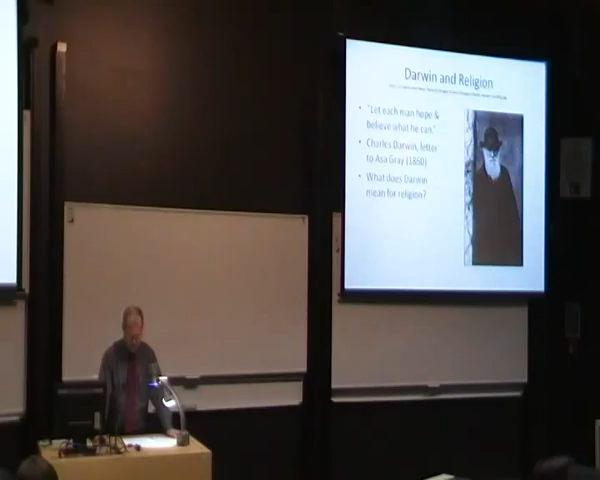 Darwin and Religion
• "Let each man hope &
believe what he can."
• Charles Darwin, letter
to Asa Gray (1860)
• What does Darwin
mean for religion?